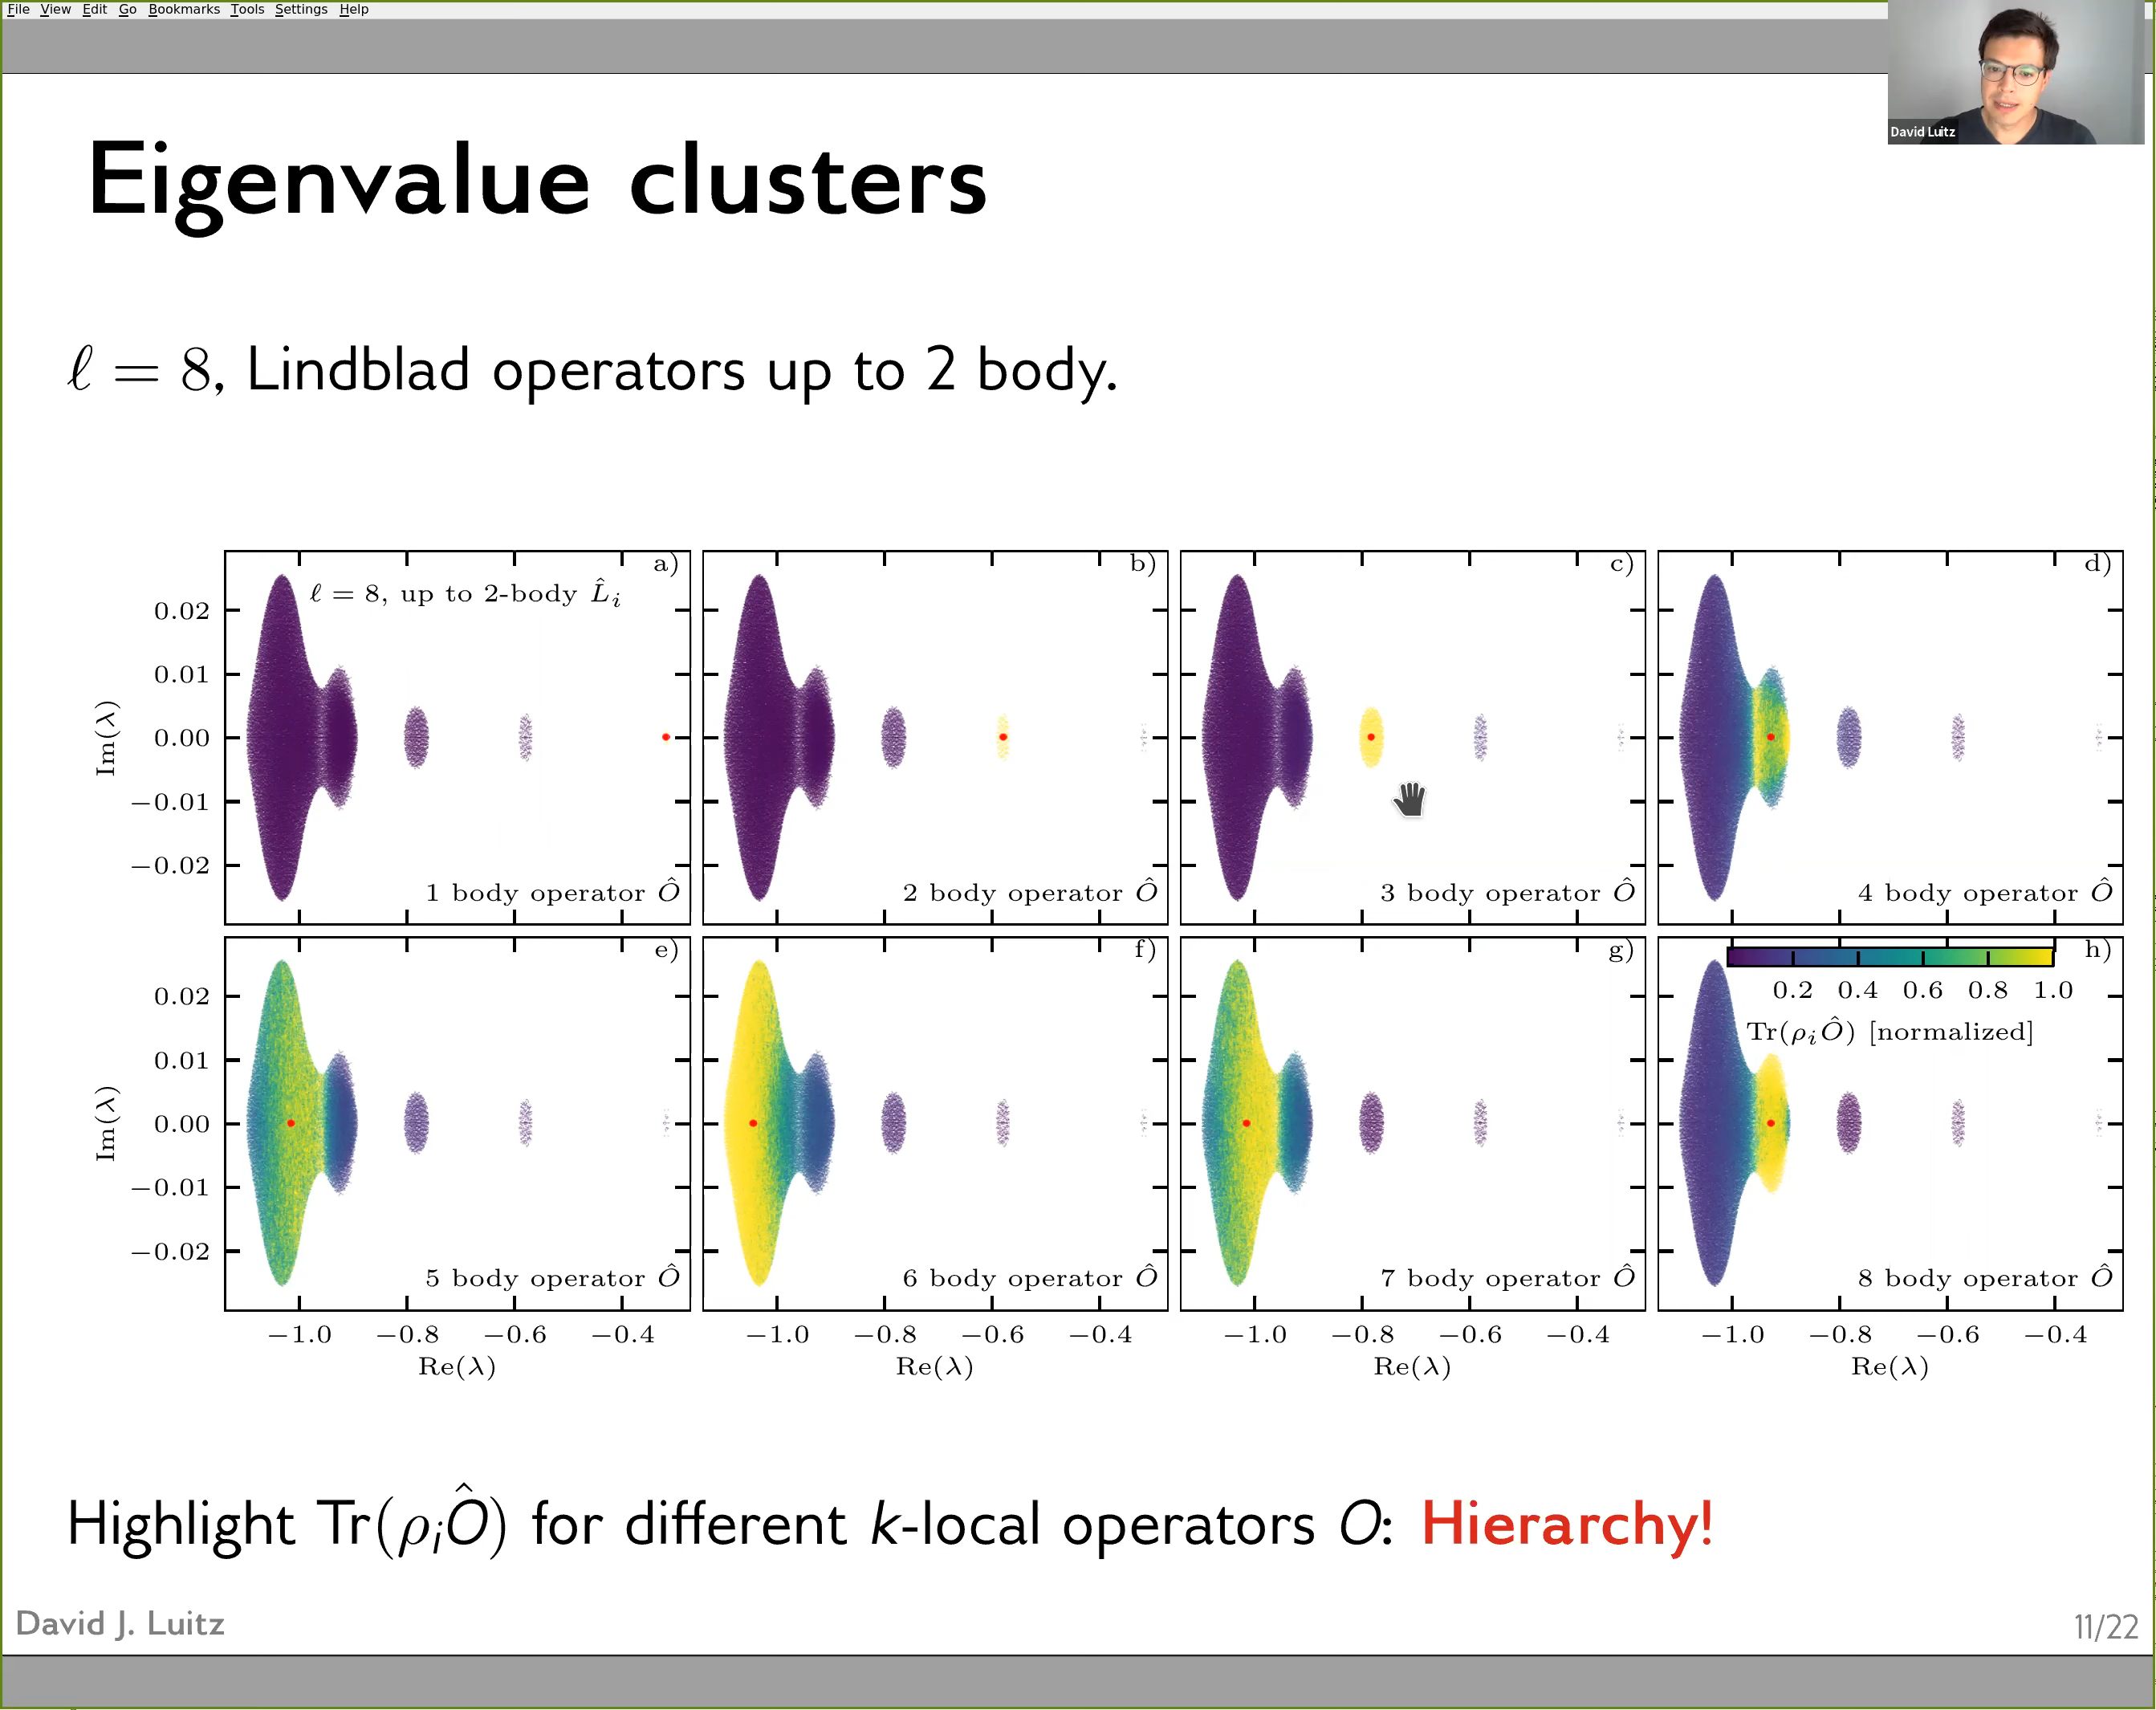 File View Edit Go Bookmarks Tools Settings Help
David Luitz
Eigenvalue clusters
ℓ = 8, Lindblad operators up to 2 body.
a) b) c) d)
ℓ = 8, up to 2-body L̂ᵢ
0.02
0.01
0.00
−0.01
−0.02
Im(λ)
1 body operator Ô 2 body operator Ô 3 body operator Ô 4 body operator Ô
e) f) g) h)
0.2 0.4 0.6 0.8 1.0
Tr(ρᵢÔ) [normalized]
0.02
0.01
0.00
−0.01
−0.02
Im(λ)
5 body operator Ô 6 body operator Ô 7 body operator Ô 8 body operator Ô
−1.0 −0.8 −0.6 −0.4 −1.0 −0.8 −0.6 −0.4 −1.0 −0.8 −0.6 −0.4 −1.0 −0.8 −0.6 −0.4
Re(λ) Re(λ) Re(λ) Re(λ)
Highlight Tr(ρᵢÔ) for different k-local operators O: Hierarchy!
David J. Luitz
11/22